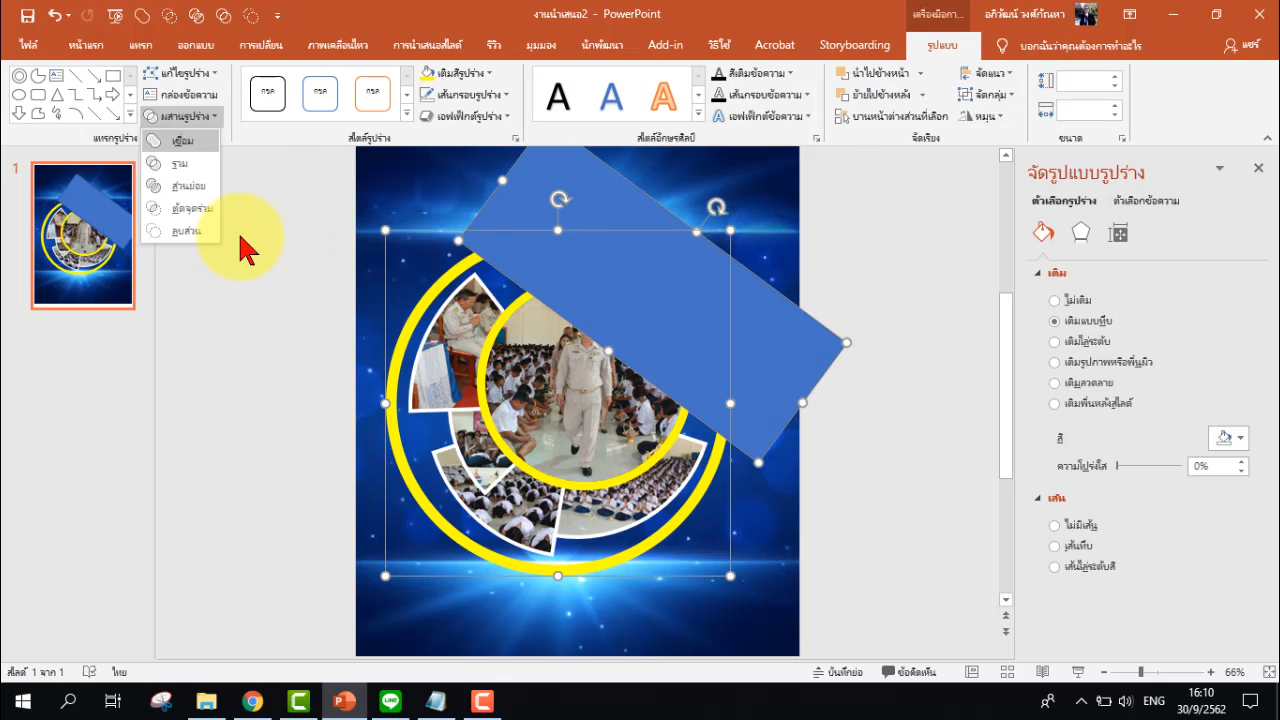 งานนำเสนอ2 - PowerPoint
เครื่องมือกา...
อภิวัฒน์ วงศ์กัณหา
ไฟล์
หน้าแรก
แทรก
ออกแบบ
การเปลี่ยน
ภาพเคลื่อนไหว
การนำเสนอสไลด์
รีวิว
มุมมอง
นักพัฒนา
Add-in
วิธีใช้
Acrobat
Storyboarding
รูปแบบ
บอกฉันว่าคุณต้องการทำอะไร
แชร์
แก้ไขรูปร่าง
กล่องข้อความ
ผสานรูปร่าง
แทรกรูปร่าง
กขค
กขค
กขค
เติมสีรูปร่าง
เส้นกรอบรูปร่าง
เอฟเฟ็กต์รูปร่าง
สไตล์รูปร่าง
A
A
A
สีเติมข้อความ
เส้นกรอบข้อความ
เอฟเฟ็กต์ข้อความ
สไตล์อักษรศิลป์
นำไปข้างหน้า
ย้ายไปข้างหลัง
บานหน้าต่างส่วนที่เลือก
จัดแนว
จัดกลุ่ม
หมุน
จัดเรียง
ขนาด
เชื่อม
รวม
ส่วนย่อย
ตัดจุดร่วม
ลบส่วน
1
จัดรูปแบบรูปร่าง
ตัวเลือกรูปร่าง
ตัวเลือกข้อความ
เติม
ไม่เติม
เติมแบบทึบ
เติมไล่ระดับ
เติมรูปภาพหรือพื้นผิว
เติมลวดลาย
เติมพื้นหลังสไลด์
สี
ความโปร่งใส
0%
เส้น
ไม่มีเส้น
เส้นทึบ
เส้นไล่ระดับสี
สไลด์ 1 จาก 1
ไทย
บันทึกย่อ
ข้อคิดเห็น
66%
ENG
16:10
30/9/2562